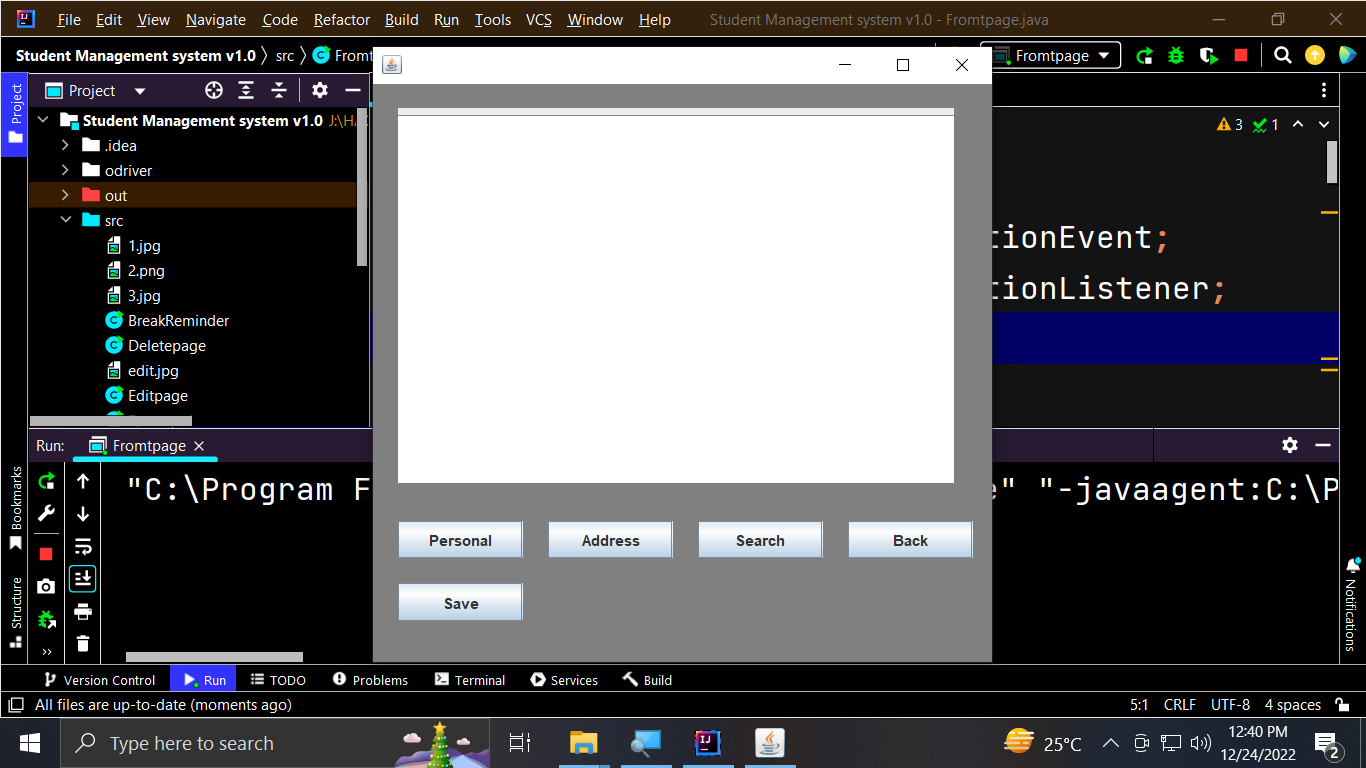 File Edit View Navigate Code Refactor Build Run Tools VCS Window Help Student Management system v1.0 - Fromtpage.java
Student Management system v1.0 src Fromt Fromtpage
Project
Project
Student Management system v1.0 J:\HA
.idea
odriver
out
src
1.jpg
2.png
3.jpg
BreakReminder
Deletepage
edit.jpg
Editpage
3 1
tionEvent;
tionListener;
Personal Address Search Back
Save
Run: Fromtpage
"C:\Program F e" "-javaagent:C:\P
Bookmarks
Structure
Notifications
Version Control Run TODO Problems Terminal Services Build
All files are up-to-date (moments ago) 5:1 CRLF UTF-8 4 spaces
Type here to search 25°C 12:40 PM
12/24/2022 2